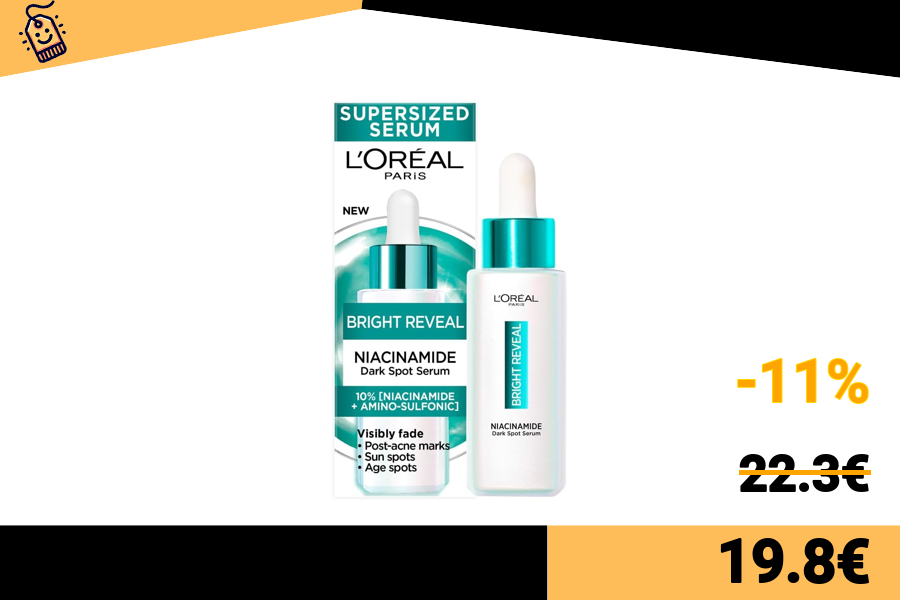 SUPERSIZED
SERUM
L'ORÉAL
PARIS
NEW
BRIGHT REVEAL
NIACINAMIDE
Dark Spot Serum
10% [NIACINAMIDE
+ AMINO-SULFONIC]
Visibly fade
• Post-acne marks
• Sun spots
• Age spots
L'ORÉAL
PARIS
BRIGHT REVEAL
NIACINAMIDE
Dark Spot Serum
-11%
22.3€
19.8€